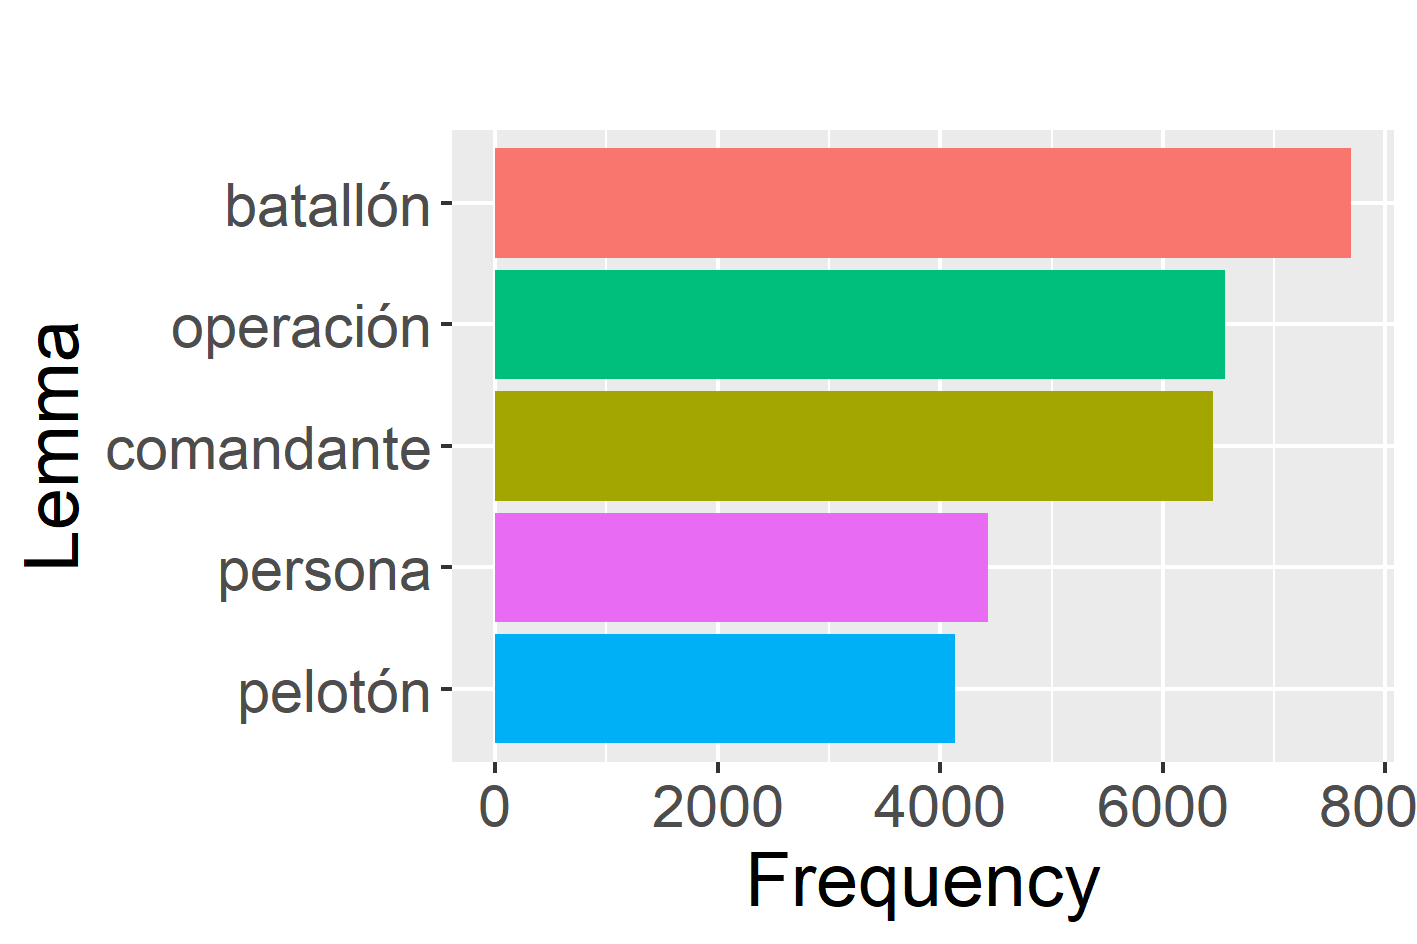 Lemma
batallón
operación
comandante
persona
pelotón
0 2000 4000 6000 800
Frequency